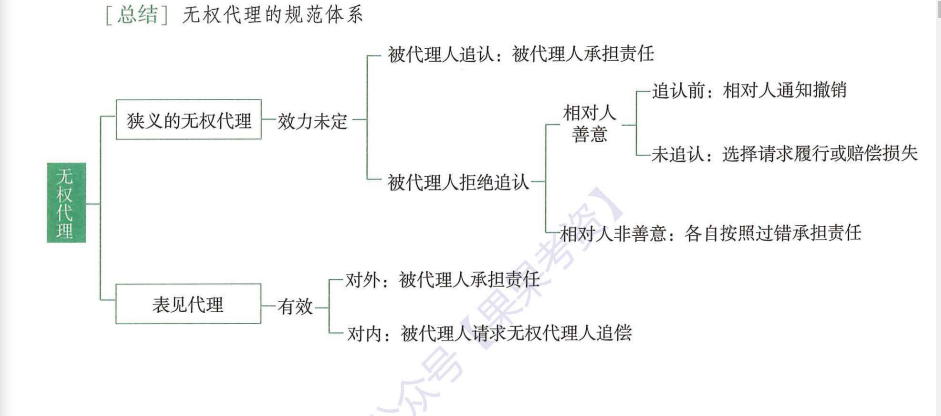 ［总结］ 无权代理的规范体系
被代理人追认：被代理人承担责任
追认前：相对人通知撤销
狭义的无权代理
效力未定
相对人
善意
未追认：选择请求履行或赔偿损失
被代理人拒绝追认
无权代理
相对人非善意：各自按照过错承担责任
对外：被代理人承担责任
表见代理
有效
对内：被代理人请求无权代理人追偿
公众号【果果考资】